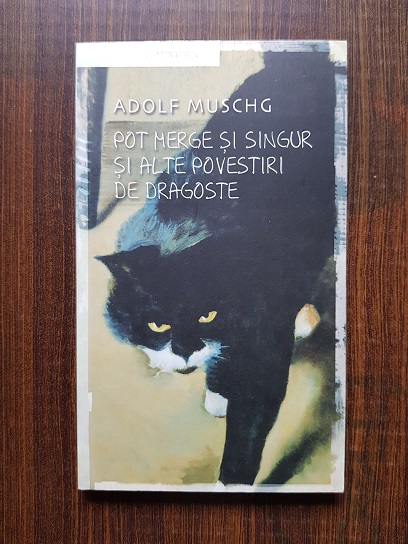 ADOLF MUSCHG
POT MERGE ȘI SINGUR
ȘI ALTE POVESTIRI
DE DRAGOSTE